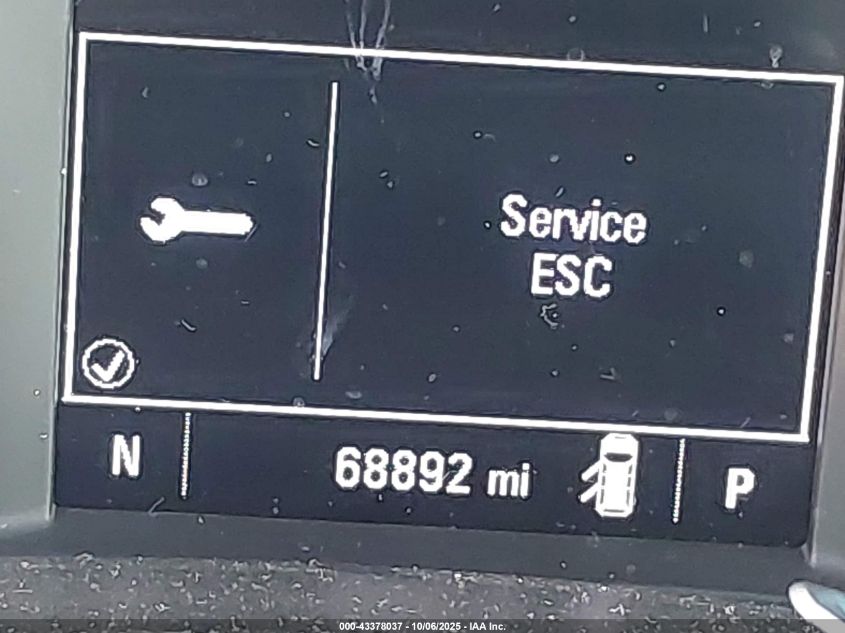 Service
ESC
N 68892 mi P
000-43378037 - 10/06/2025 - IAA Inc.